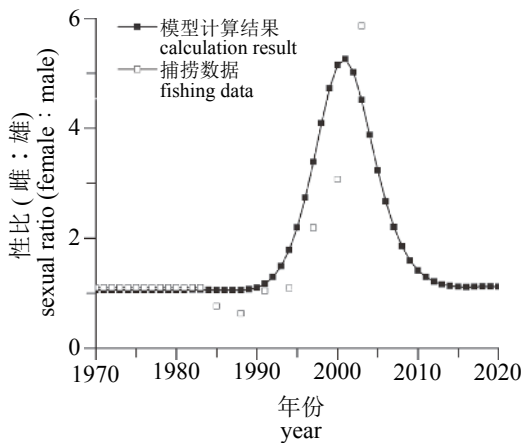 模型计算结果
calculation result
捕捞数据
fishing data
性比 ( 雌：雄)
sexual ratio (female：male)
6
4
2
0
1970 1980 1990 2000 2010 2020
年份
year